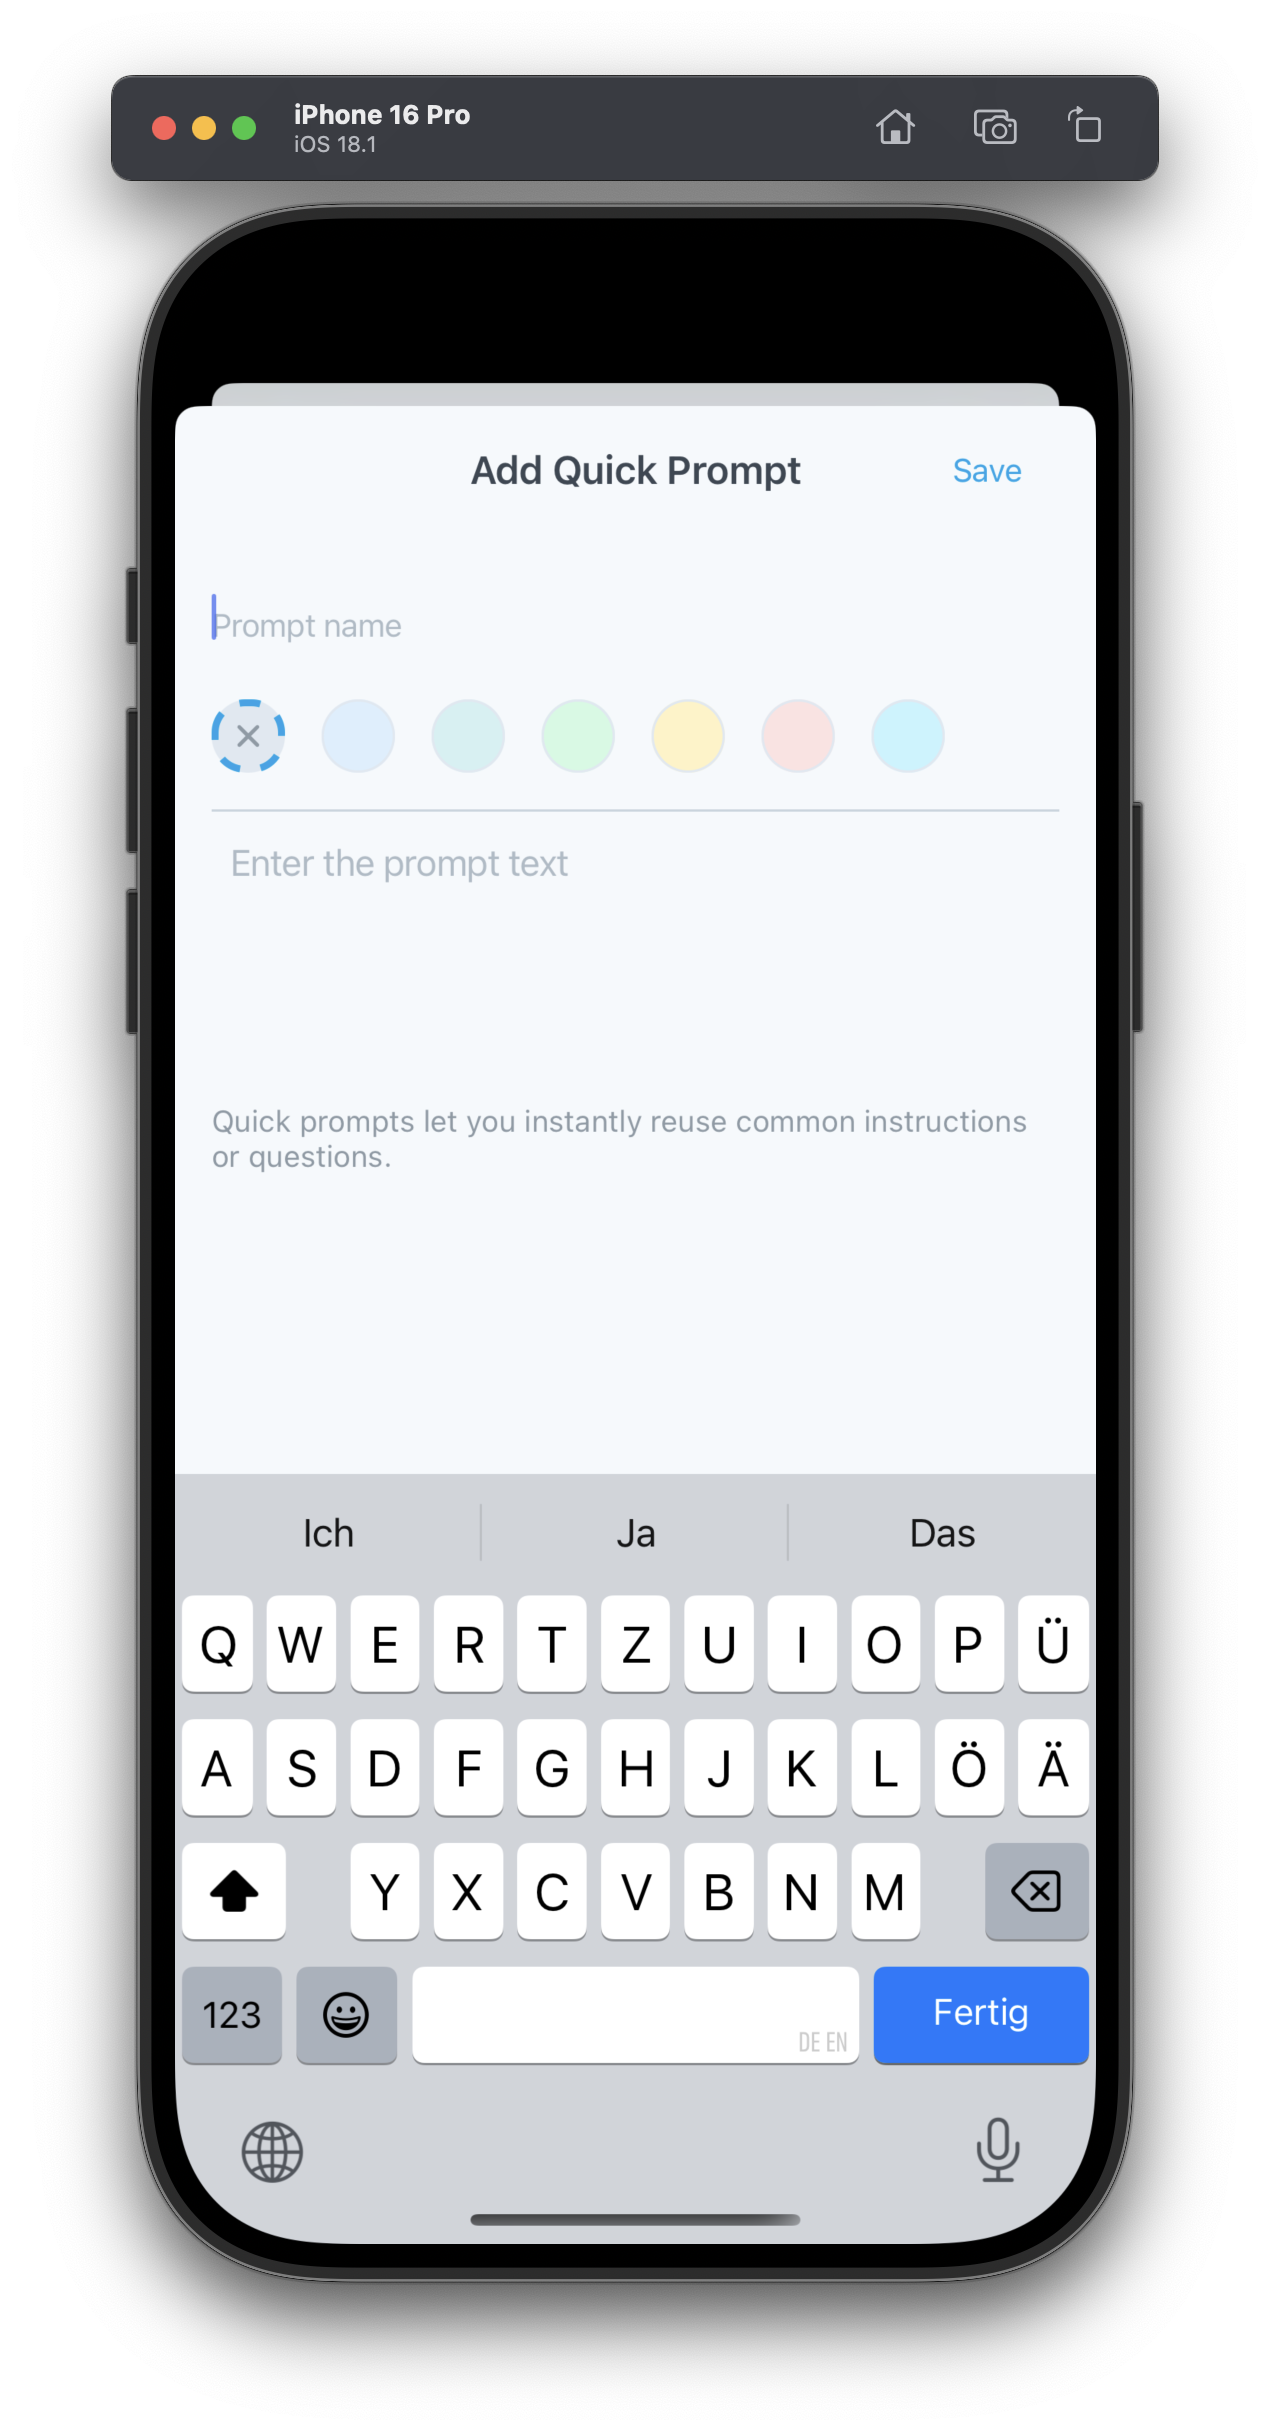 iPhone 16 Pro
iOS 18.1
Add Quick Prompt
Save
Prompt name
Enter the prompt text
Quick prompts let you instantly reuse common instructions
or questions.
Ich Ja Das
Q W E R T Z U I O P Ü
A S D F G H J K L Ö Ä
Y X C V B N M
123 DE EN Fertig